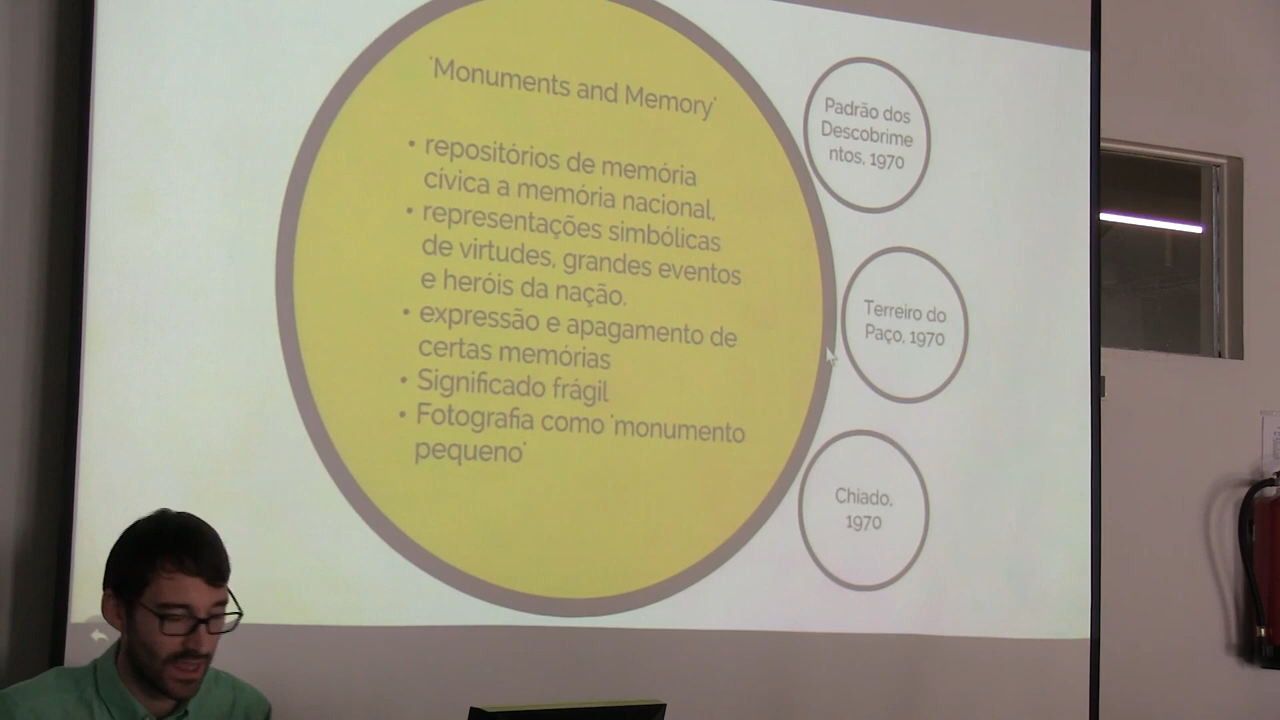 'Monuments and Memory'
• repositórios de memória
cívica a memória nacional,
• representações simbólicas
de virtudes, grandes eventos
e heróis da nação.
• expressão e apagamento de
certas memórias
• Significado frágil
• Fotografia como 'monumento
pequeno'
Padrão dos
Descobrime
ntos, 1970
Terreiro do
Paço, 1970
Chiado,
1970